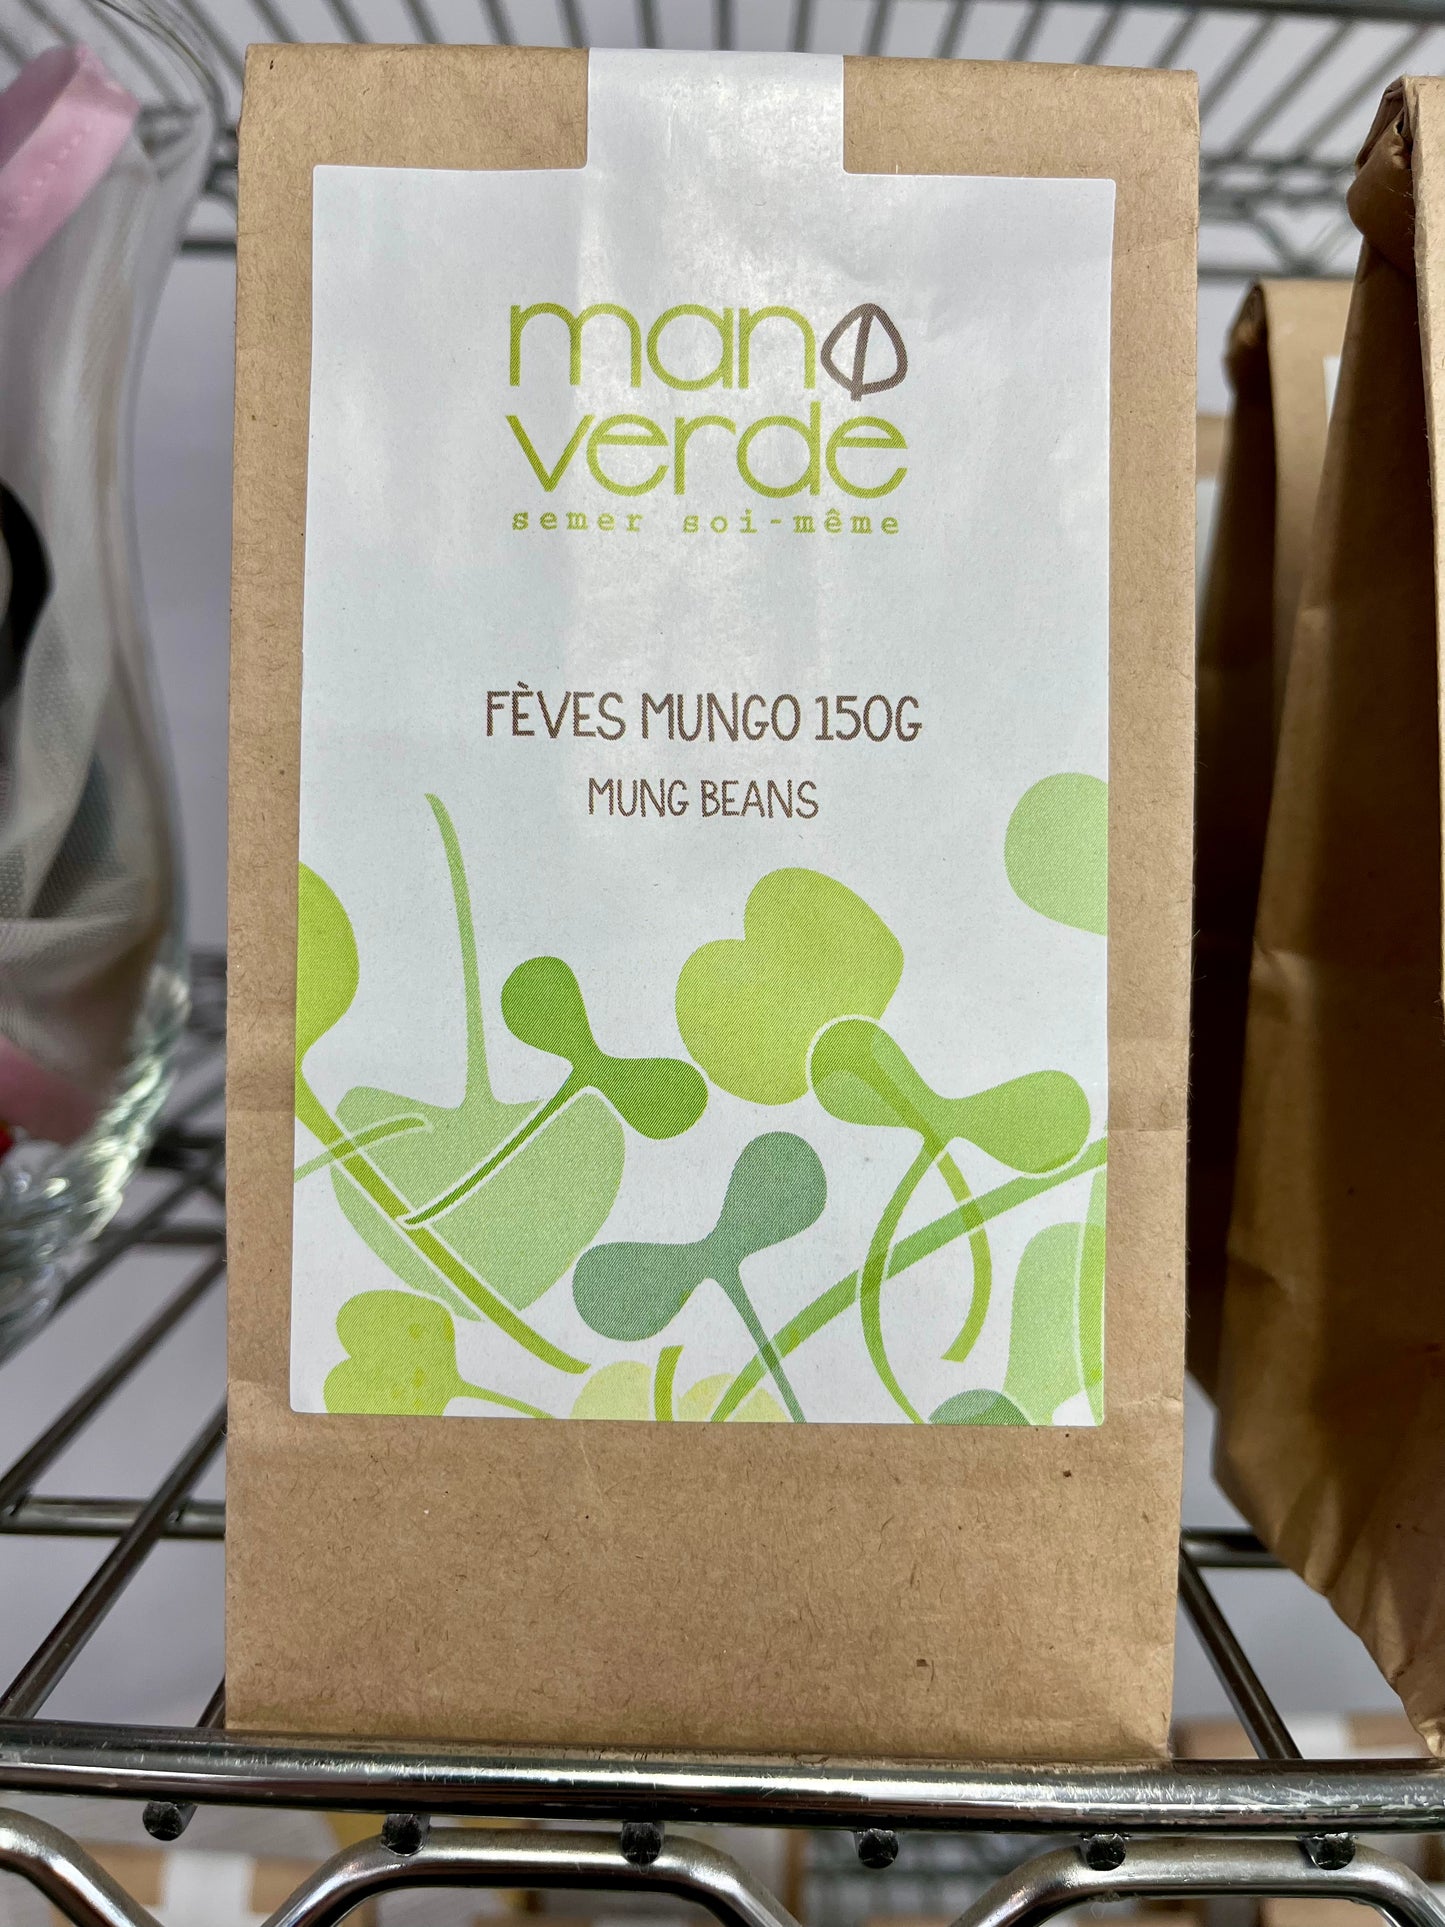 mano
verde
semer soi-même
FÈVES MUNGO 150G
MUNG BEANS